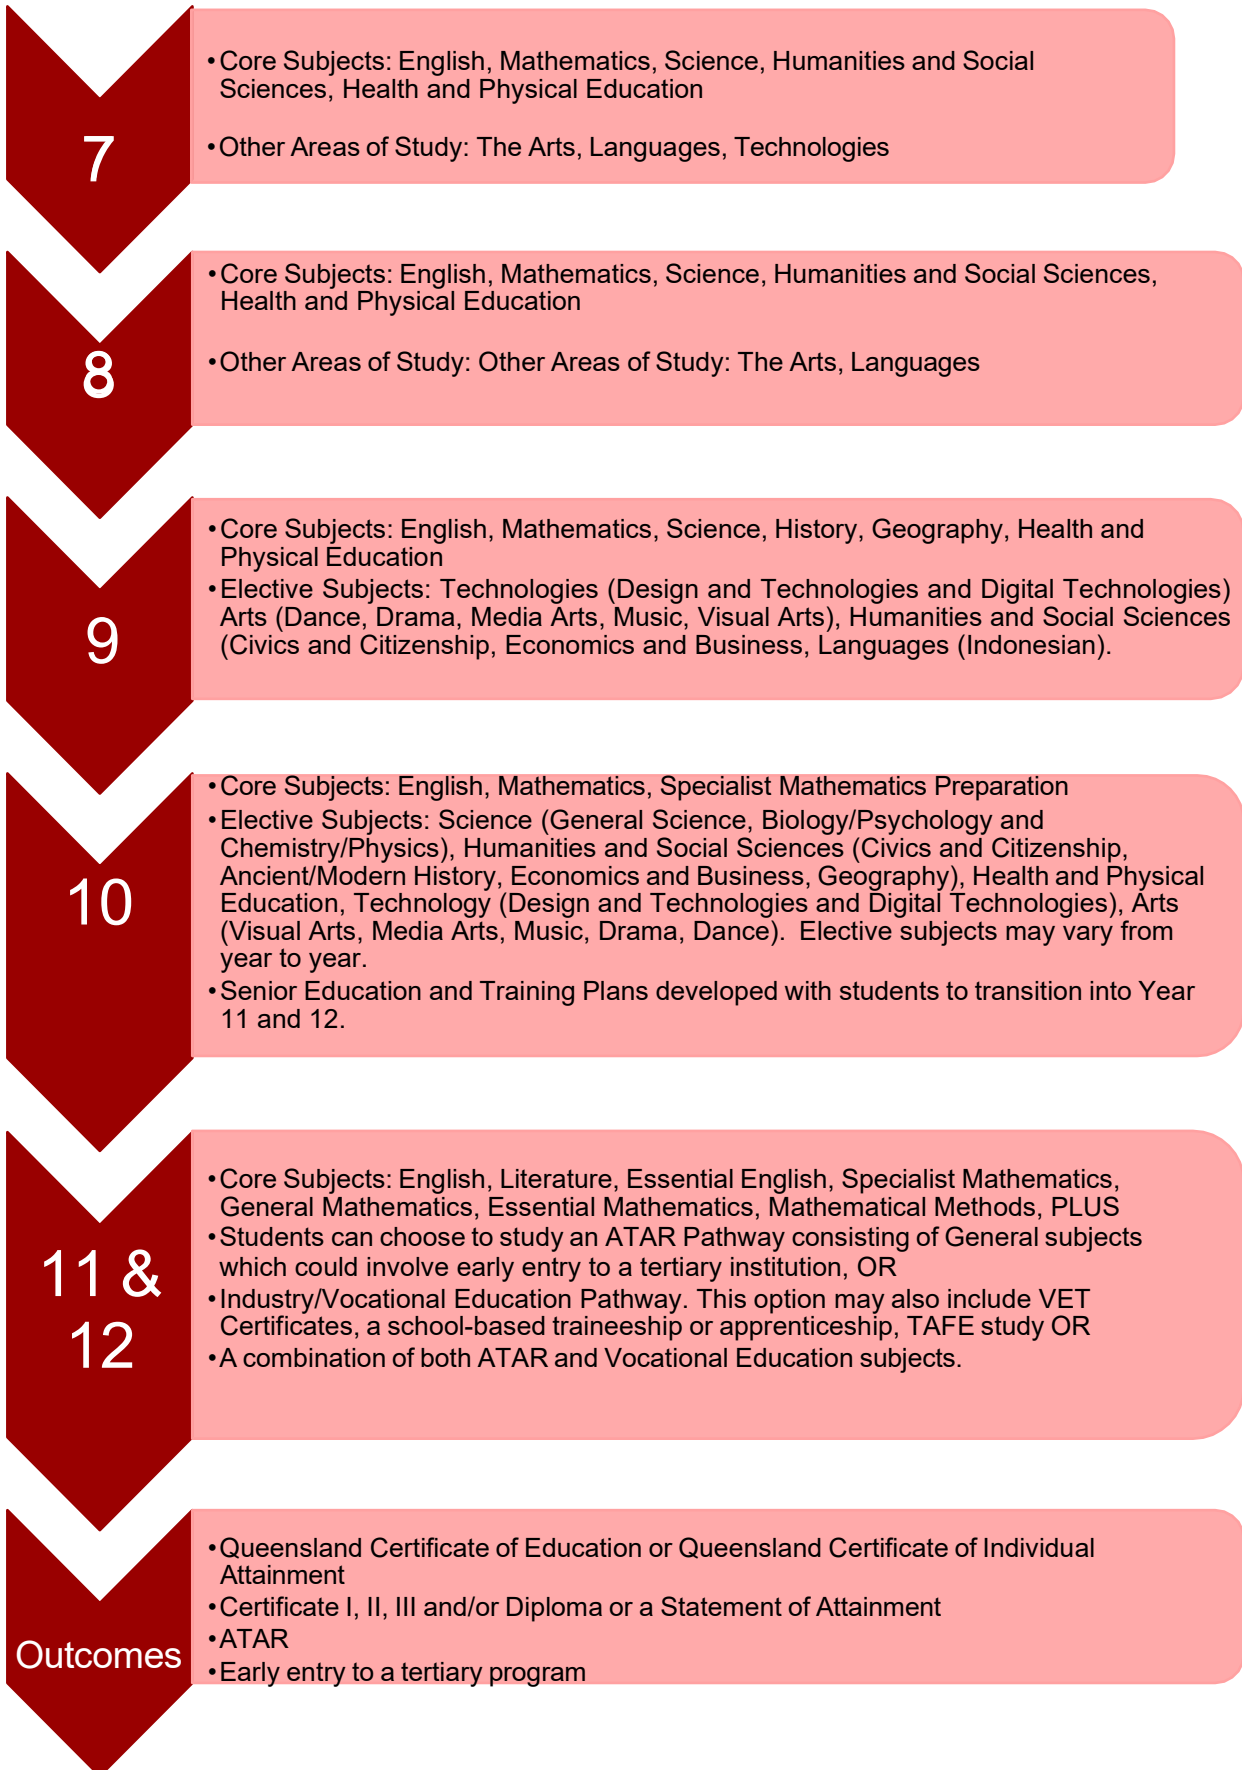 7
•Core Subjects: English, Mathematics, Science, Humanities and Social
Sciences, Health and Physical Education
•Other Areas of Study: The Arts, Languages, Technologies
8
•Core Subjects: English, Mathematics, Science, Humanities and Social Sciences,
Health and Physical Education
•Other Areas of Study: Other Areas of Study: The Arts, Languages
9
•Core Subjects: English, Mathematics, Science, History, Geography, Health and
Physical Education
•Elective Subjects: Technologies (Design and Technologies and Digital Technologies)
Arts (Dance, Drama, Media Arts, Music, Visual Arts), Humanities and Social Sciences
(Civics and Citizenship, Economics and Business, Languages (Indonesian).
10
•Core Subjects: English, Mathematics, Specialist Mathematics Preparation
•Elective Subjects: Science (General Science, Biology/Psychology and
Chemistry/Physics), Humanities and Social Sciences (Civics and Citizenship,
Ancient/Modern History, Economics and Business, Geography), Health and Physical
Education, Technology (Design and Technologies and Digital Technologies), Arts
(Visual Arts, Media Arts, Music, Drama, Dance).  Elective subjects may vary from
year to year.
•Senior Education and Training Plans developed with students to transition into Year
11 and 12.
11 &
12
•Core Subjects: English, Literature, Essential English, Specialist Mathematics,
General Mathematics, Essential Mathematics, Mathematical Methods, PLUS
•Students can choose to study an ATAR Pathway consisting of General subjects
which could involve early entry to a tertiary institution, OR
•Industry/Vocational Education Pathway. This option may also include VET
Certificates, a school-based traineeship or apprenticeship, TAFE study OR
•A combination of both ATAR and Vocational Education subjects.
Outcomes
•Queensland Certificate of Education or Queensland Certificate of Individual
Attainment
•Certificate I, II, III and/or Diploma or a Statement of Attainment
•ATAR
•Early entry to a tertiary program